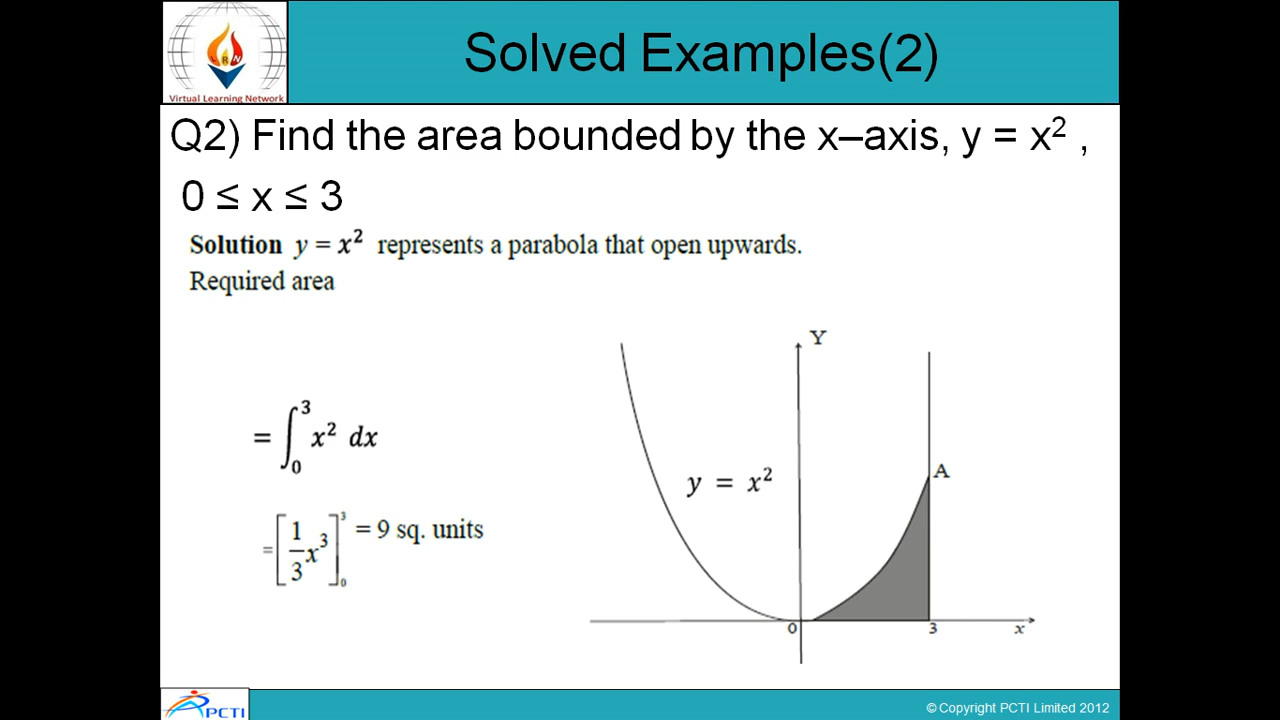 Solved Examples(2)
LRN
Virtual Learning Network
Q2) Find the area bounded by the x–axis, y = x² ,
0 ≤ x ≤ 3
Solution y = x² represents a parabola that open upwards.
Required area
= ∫₀³ x² dx
= [1/3 x³]₀³ = 9 sq. units
Y
A
y = x²
0
3
x
PCTI
© Copyright PCTI Limited 2012